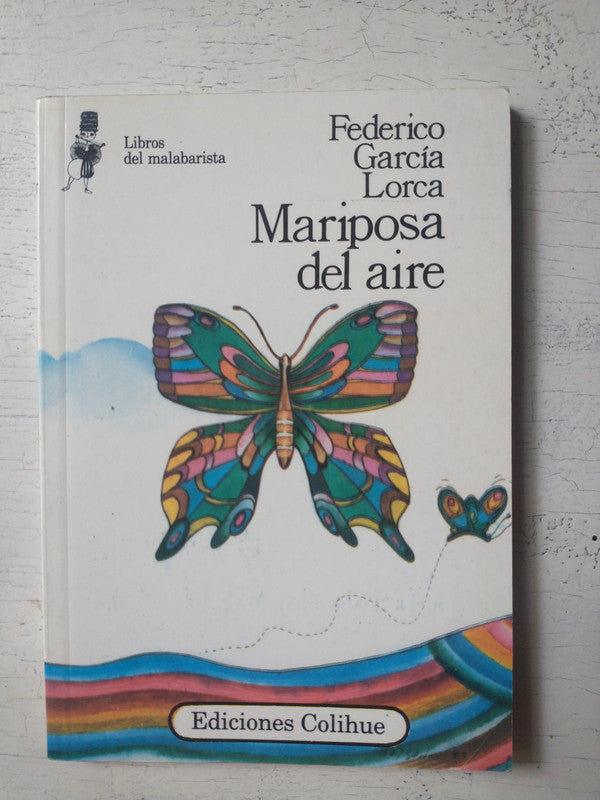 Libros
del malabarista
Federico
García
Lorca
Mariposa
del aire
Ediciones Colihue